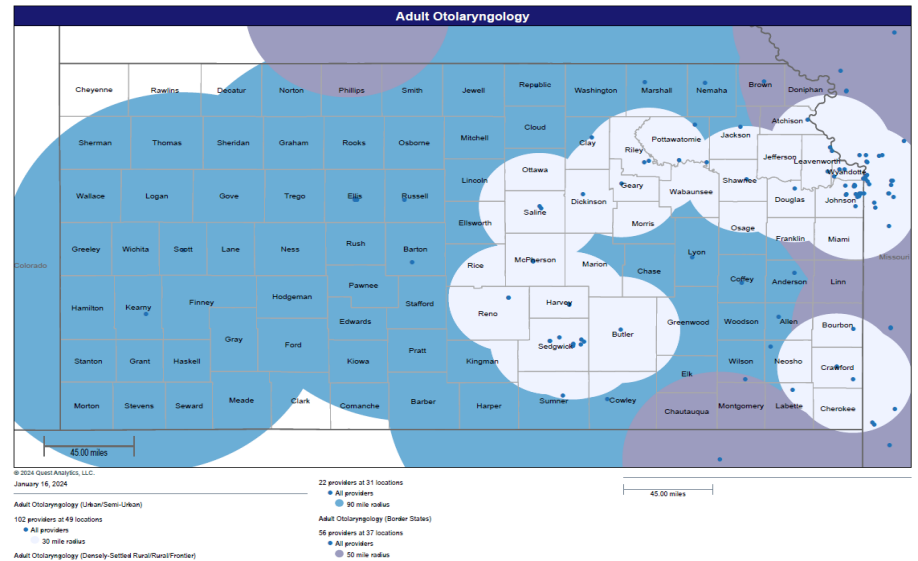 Adult Otolaryngology
Cheyenne Rawlins Decatur Norton Phillips Smith Jewell Republic Washington Marshall Nemaha Brown Doniphan
Atchison
Sherman Thomas Sheridan Graham Rooks Osborne Mitchell Cloud Clay Riley Pottawatomie Jackson
Jefferson Leavenworth
Wyandotte
Wallace Logan Gove Trego Ellis Russell Lincoln Ottawa Saline Dickinson Geary Wabaunsee Shawnee Douglas Johnson
Ellsworth Morris Osage Franklin Miami
Colorado Greeley Wichita Scott Lane Ness Rush Barton Rice McPherson Marion Chase Lyon Coffey Anderson Linn Missouri
Hamilton Kearny Finney Hodgeman Pawnee Stafford Reno Harvey
Gray Ford Edwards Pratt Kingman Sedgwick Butler Greenwood Woodson Allen Bourbon
Stanton Grant Haskell Kiowa Elk Wilson Neosho Crawford
Morton Stevens Seward Meade Clark Comanche Barber Harper Sumner Cowley Chautauqua Montgomery Labette Cherokee
45.00 miles
© 2024 Quest Analytics, LLC.
January 16, 2024
Adult Otolaryngology (Urban/Semi-Urban)
102 providers at 49 locations
All providers
30 mile radius
Adult Otolaryngology (Densely-Settled Rural/Rural/Frontier)
22 providers at 31 locations
All providers
90 mile radius
Adult Otolaryngology (Border States)
56 providers at 37 locations
All providers
50 mile radius
45.00 miles